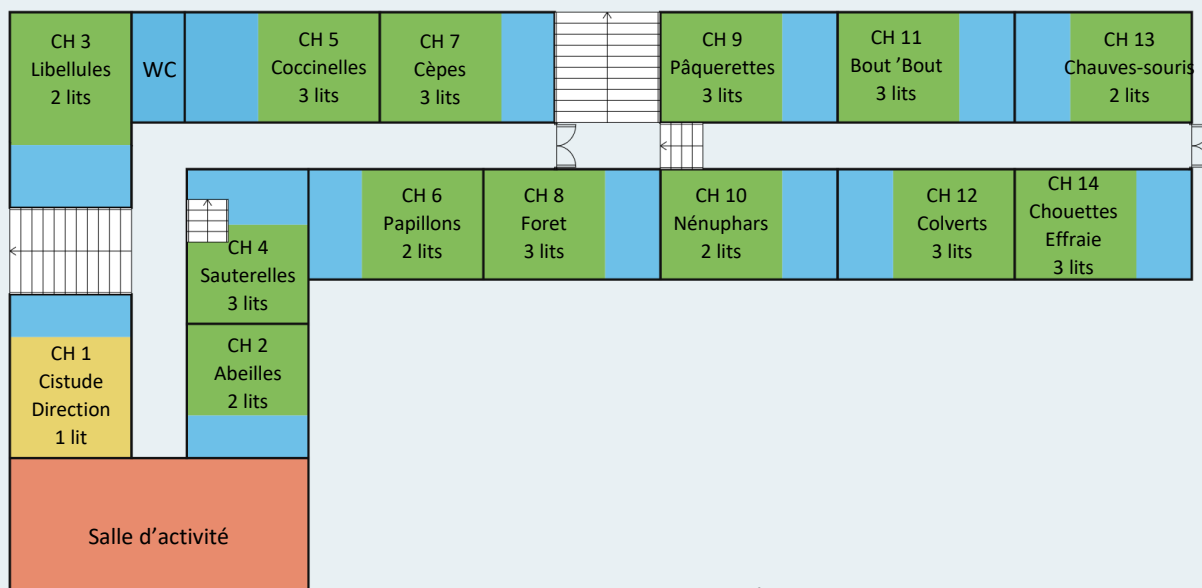 CH 3
Libellules
2 lits
WC
CH 5
Coccinelles
3 lits
CH 7
Cèpes
3 lits
CH 9
Pâquerettes
3 lits
CH 11
Bout ’Bout
3 lits
CH 13
Chauves-souris
2 lits
CH 4
Sauterelles
3 lits
CH 6
Papillons
2 lits
CH 8
Foret
3 lits
CH 10
Nénuphars
2 lits
CH 12
Colverts
3 lits
CH 14
Chouettes
Effraie
3 lits
CH 1
Cistude
Direction
1 lit
CH 2
Abeilles
2 lits
Salle d’activité